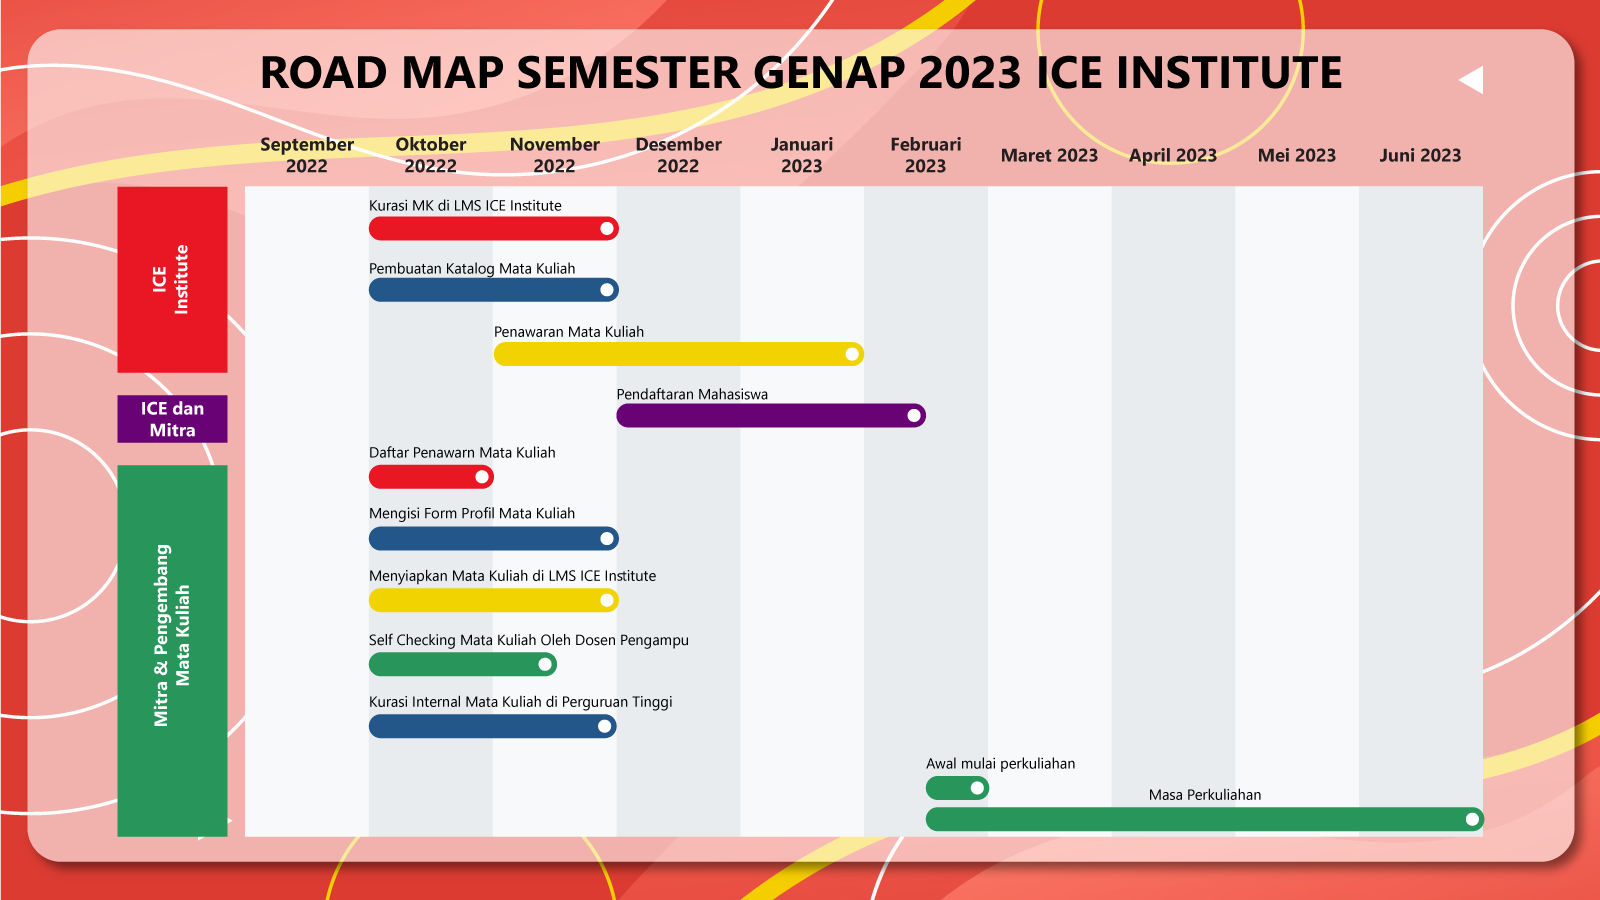 ROAD MAP SEMESTER GENAP 2023 ICE INSTITUTE
September
2022
Oktober
20222
November
2022
Desember
2022
Januari
2023
Februari
2023
Maret 2023
April 2023
Mei 2023
Juni 2023
ICE
Institute
Kurasi MK di LMS ICE Institute
Pembuatan Katalog Mata Kuliah
Penawaran Mata Kuliah
ICE dan
Mitra
Pendaftaran Mahasiswa
Mitra & Pengembang
Mata Kuliah
Daftar Penawarn Mata Kuliah
Mengisi Form Profil Mata Kuliah
Menyiapkan Mata Kuliah di LMS ICE Institute
Self Checking Mata Kuliah Oleh Dosen Pengampu
Kurasi Internal Mata Kuliah di Perguruan Tinggi
Awal mulai perkuliahan
Masa Perkuliahan